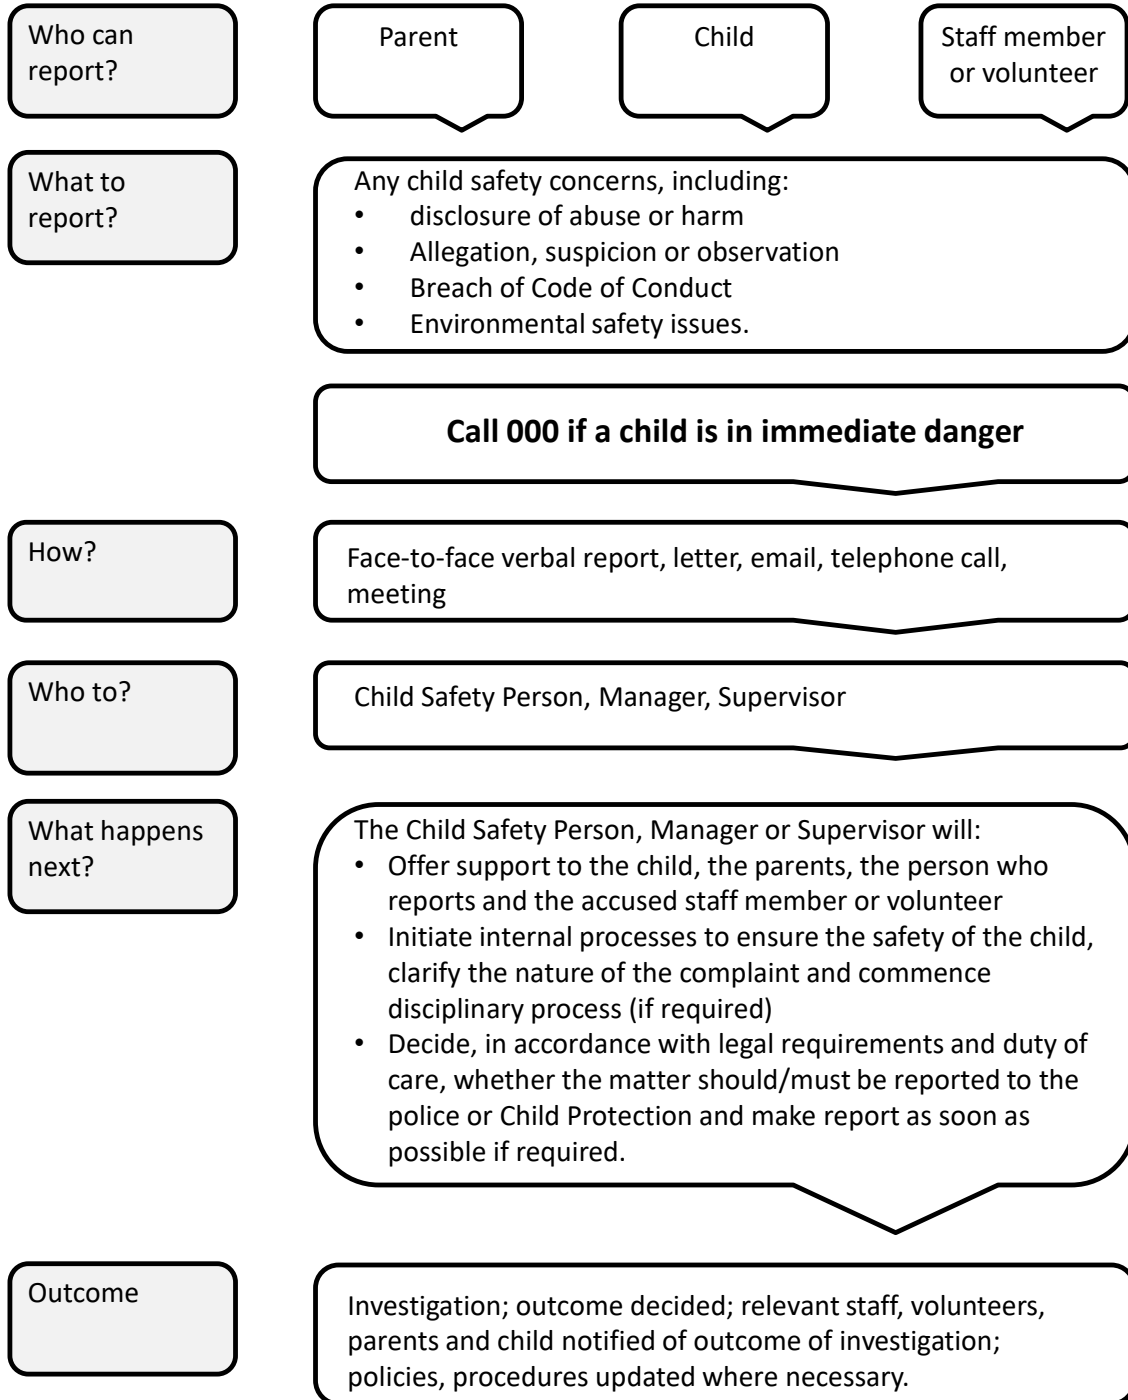 Who can
report?
Parent
Child
Staff member
or volunteer
What to
report?
Any child safety concerns, including:
• disclosure of abuse or harm
• Allegation, suspicion or observation
• Breach of Code of Conduct
• Environmental safety issues.
Call 000 if a child is in immediate danger
How?
Face-to-face verbal report, letter, email, telephone call,
meeting
Who to?
Child Safety Person, Manager, Supervisor
What happens
next?
The Child Safety Person, Manager or Supervisor will:
• Offer support to the child, the parents, the person who
reports and the accused staff member or volunteer
• Initiate internal processes to ensure the safety of the child,
clarify the nature of the complaint and commence
disciplinary process (if required)
• Decide, in accordance with legal requirements and duty of
care, whether the matter should/must be reported to the
police or Child Protection and make report as soon as
possible if required.
Outcome
Investigation; outcome decided; relevant staff, volunteers,
parents and child notified of outcome of investigation;
policies, procedures updated where necessary.